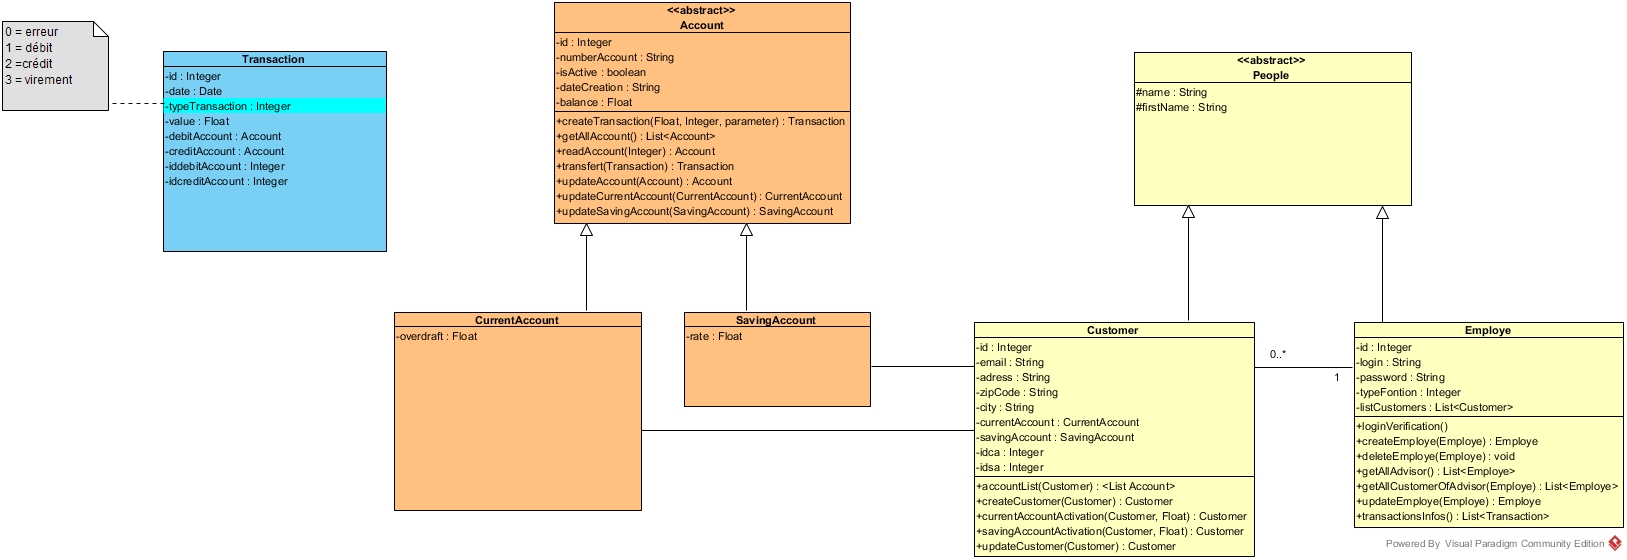 0 = erreur
1 = débit
2 =crédit
3 = virement
Transaction
-id : Integer
-date : Date
-typeTransaction : Integer
-value : Float
-debitAccount : Account
-creditAccount : Account
-iddebitAccount : Integer
-idcreditAccount : Integer
<<abstract>>
Account
-id : Integer
-numberAccount : String
-isActive : boolean
-dateCreation : String
-balance : Float
+createTransaction(Float, Integer, parameter) : Transaction
+getAllAccount() : List<Account>
+readAccount(Integer) : Account
+transfert(Transaction) : Transaction
+updateAccount(Account) : Account
+updateCurrentAccount(CurrentAccount) : CurrentAccount
+updateSavingAccount(SavingAccount) : SavingAccount
<<abstract>>
People
#name : String
#firstName : String
CurrentAccount
-overdraft : Float
SavingAccount
-rate : Float
Customer
-id : Integer
-email : String
-adress : String
-zipCode : String
-city : String
-currentAccount : CurrentAccount
-savingAccount : SavingAccount
-idca : Integer
-idsa : Integer
+accountList(Customer) : <List Account>
+createCustomer(Customer) : Customer
+currentAccountActivation(Customer, Float) : Customer
+savingAccountActivation(Customer, Float) : Customer
+updateCustomer(Customer) : Customer
0..*
1
Employe
-id : Integer
-login : String
-password : String
-typeFontion : Integer
-listCustomers : List<Customer>
+loginVerification()
+createEmploye(Employe) : Employe
+deleteEmploye(Employe) : void
+getAllAdvisor() : List<Employe>
+getAllCustomerOfAdvisor(Employe) : List<Employe>
+updateEmploye(Employe) : Employe
+transactionsInfos() : List<Transaction>
Powered By Visual Paradigm Community Edition